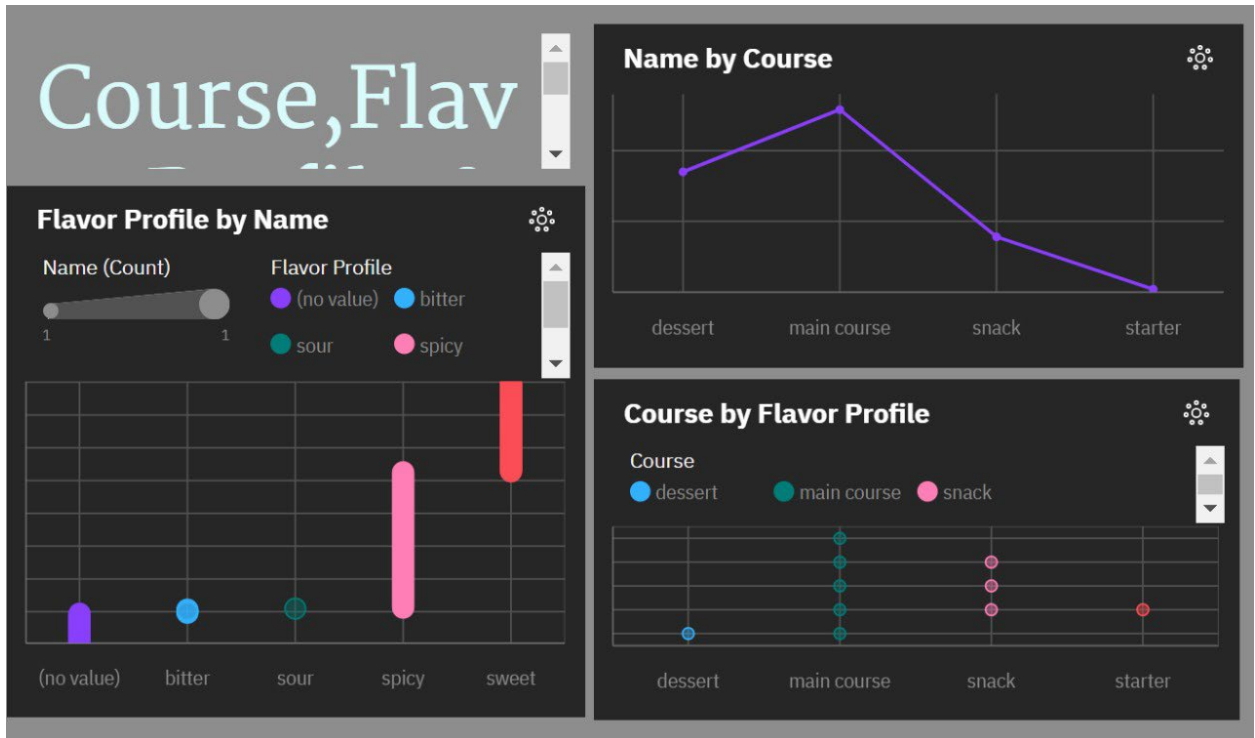 Course,Flav
Flavor Profile by Name
Name (Count)
1 1
Flavor Profile
(no value) bitter
sour spicy
(no value) bitter sour spicy sweet
Name by Course
dessert main course snack starter
Course by Flavor Profile
Course
dessert main course snack
dessert main course snack starter